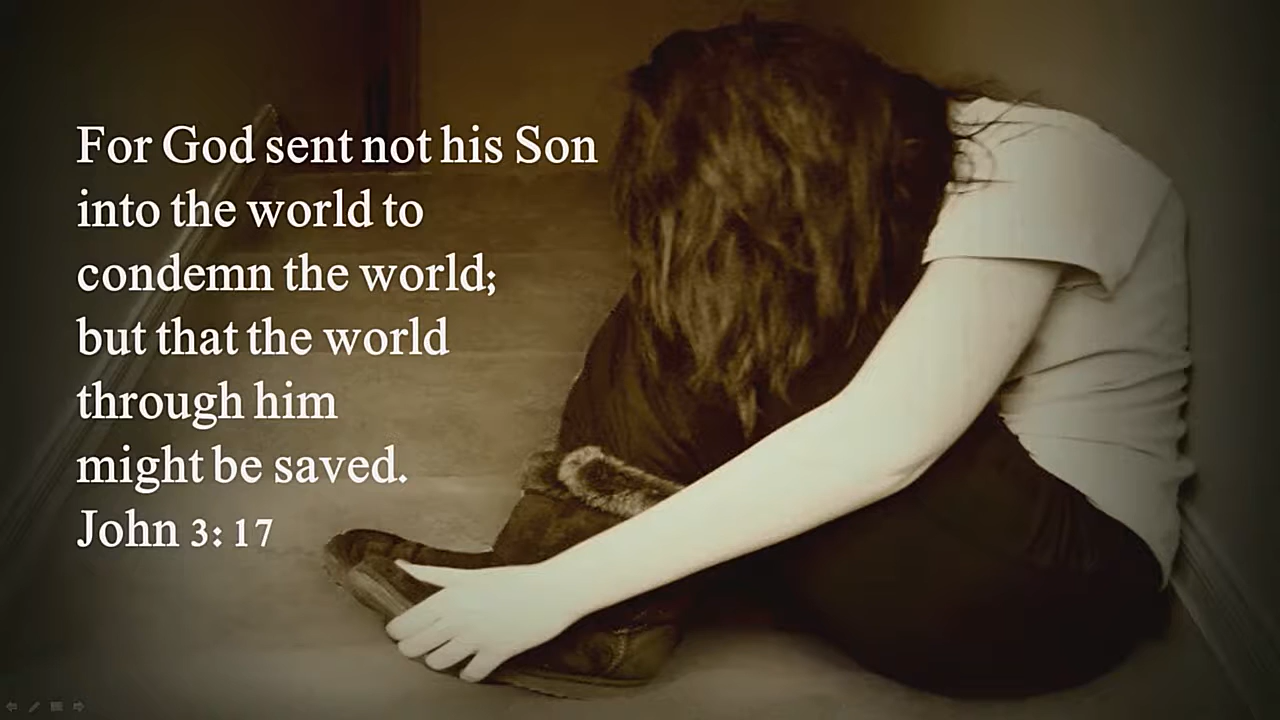 For God sent not his Son
into the world to
condemn the world;
but that the world
through him
might be saved.
John 3: 17